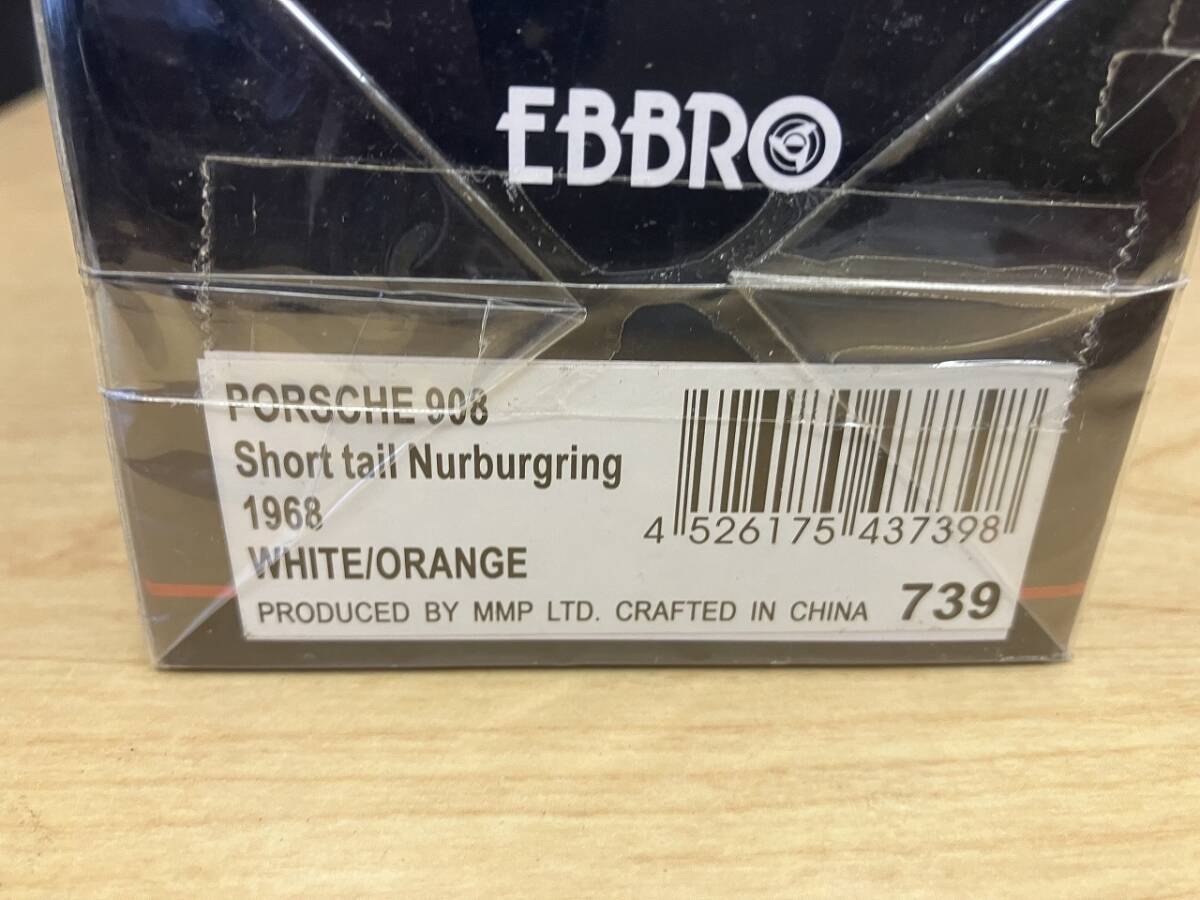 EBBRO
PORSCHE 908
Short tail Nurburgring
1968
WHITE/ORANGE
4 526175 437398
PRODUCED BY MMP LTD. CRAFTED IN CHINA 739